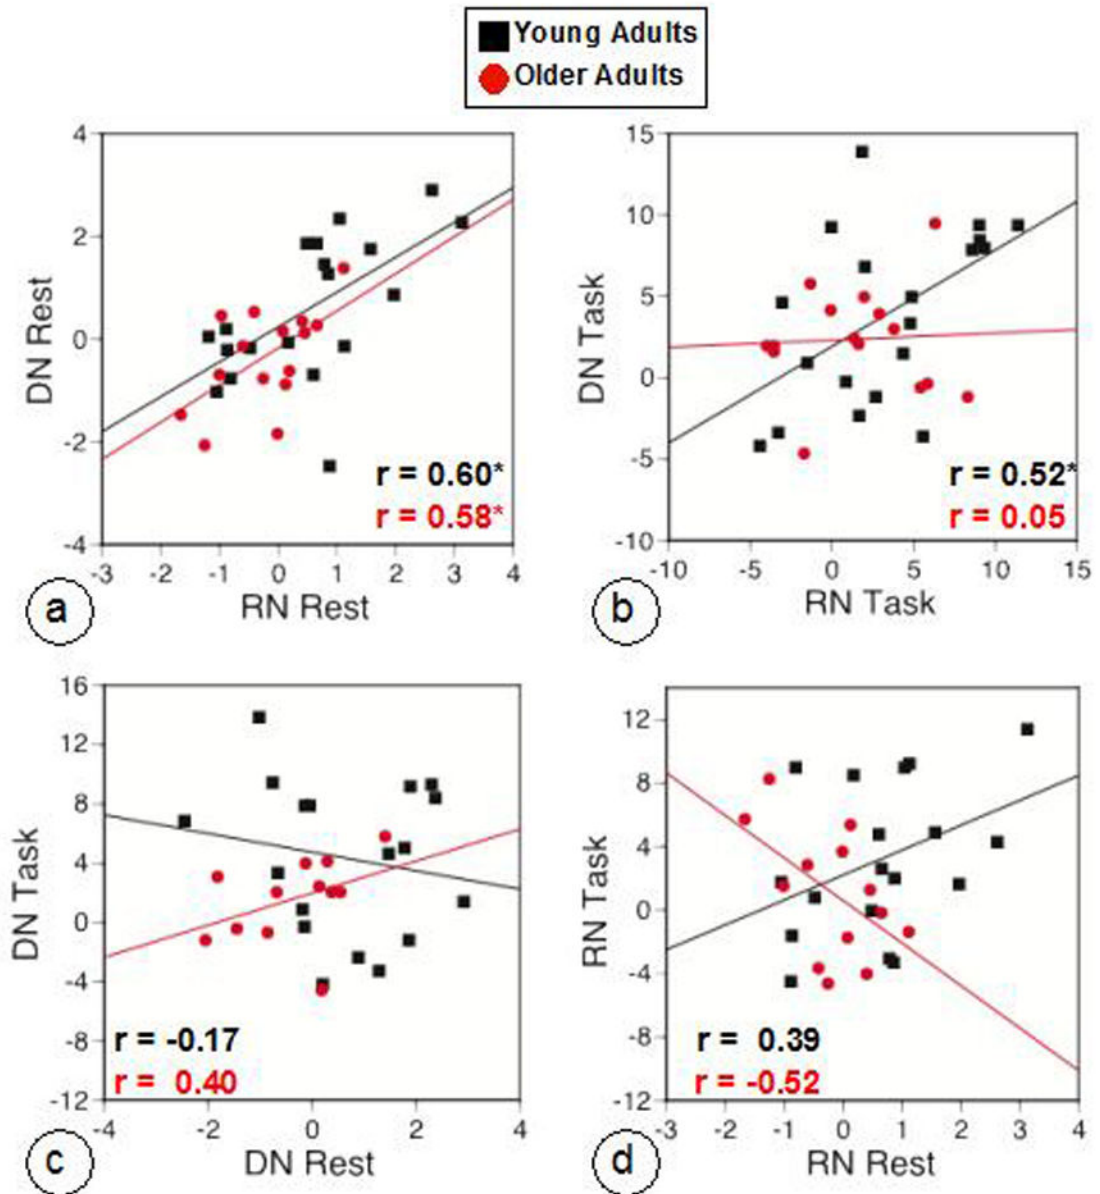 Young Adults
Older Adults
4
2
0
-2
-4
DN Rest
-3 -2 -1 0 1 2 3 4
RN Rest
r = 0.60*
r = 0.58*
a
15
10
5
0
-5
-10
DN Task
-10 -5 0 5 10 15
RN Task
r = 0.52*
r = 0.05
b
16
12
8
4
0
-4
-8
-12
DN Task
-2 0 2 4
DN Rest
r = -0.17
r = 0.40
c
12
8
4
0
-4
-8
-12
RN Task
-3 -2 -1 0 1 2 3 4
RN Rest
r = 0.39
r = -0.52
d